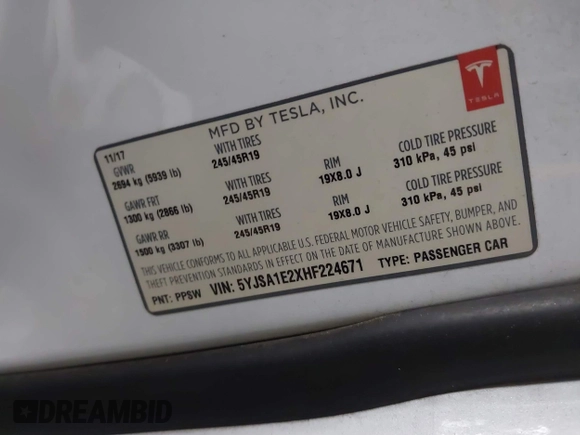 MFD BY TESLA, INC.
TESLA
11/17
GVWR WITH TIRES RIM COLD TIRE PRESSURE
2694 kg (5939 lb) 245/45R19 19X8.0 J 310 kPa, 45 psi
GAWR FRT WITH TIRES RIM COLD TIRE PRESSURE
1300 kg (2866 lb) 245/45R19 19X8.0 J 310 kPa, 45 psi
GAWR RR WITH TIRES
1500 kg (3307 lb) 245/45R19
THIS VEHICLE CONFORMS TO ALL APPLICABLE U.S. FEDERAL MOTOR VEHICLE SAFETY, BUMPER, AND
THEFT PREVENTION STANDARDS IN EFFECT ON THE DATE OF MANUFACTURE SHOWN ABOVE.
PNT: PPSW VIN: 5YJSA1E2XHF224671 TYPE: PASSENGER CAR
DREAMBID